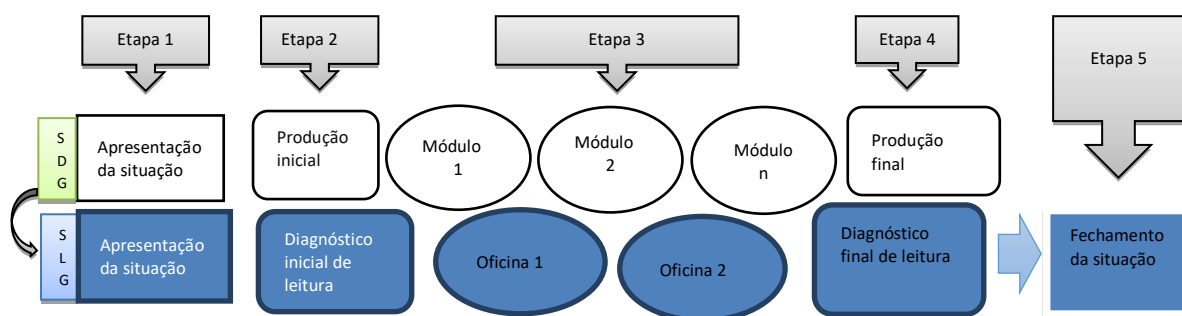 Etapa 1
Etapa 2
Etapa 3
Etapa 4
Etapa 5
S
D
G
Apresentação
da situação
Produção
inicial
Módulo
1
Módulo
2
Módulo
n
Produção
final
S
L
G
Apresentação
da situação
Diagnóstico
inicial de
leitura
Oficina 1
Oficina 2
Diagnóstico
final de leitura
Fechamento
da situação